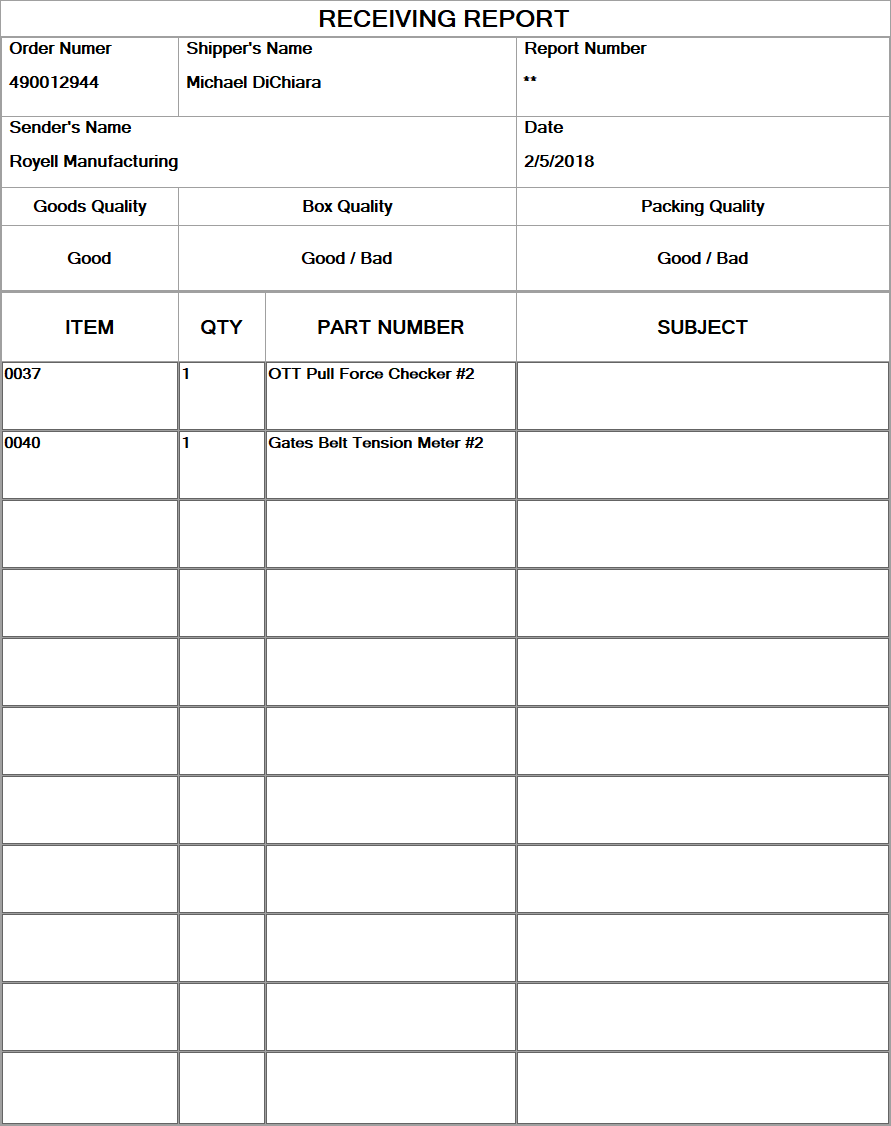 RECEIVING REPORT
Order Numer
490012944
Shipper's Name
Michael DiChiara
Report Number
**
Sender's Name
Royell Manufacturing
Date
2/5/2018
Goods Quality Box Quality Packing Quality
Good Good / Bad Good / Bad
ITEM QTY PART NUMBER SUBJECT
0037 1 OTT Pull Force Checker #2
0040 1 Gates Belt Tension Meter #2